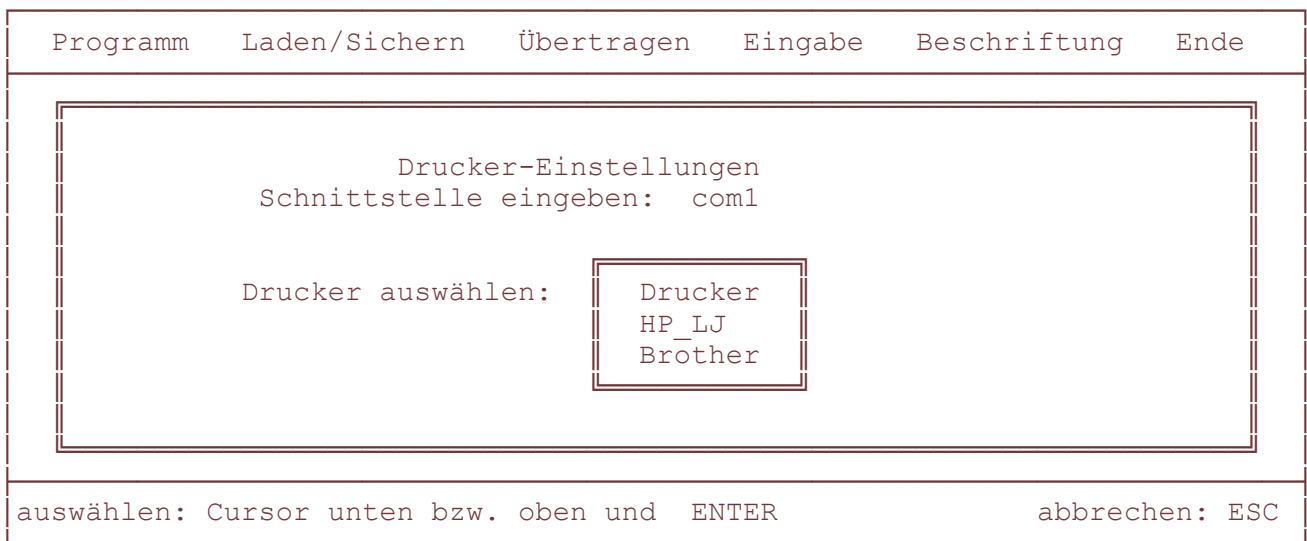 Programm Laden/Sichern Übertragen Eingabe Beschriftung Ende
Drucker-Einstellungen
Schnittstelle eingeben: com1
Drucker auswählen: Drucker
HP_LJ
Brother
auswählen: Cursor unten bzw. oben und ENTER abbrechen: ESC